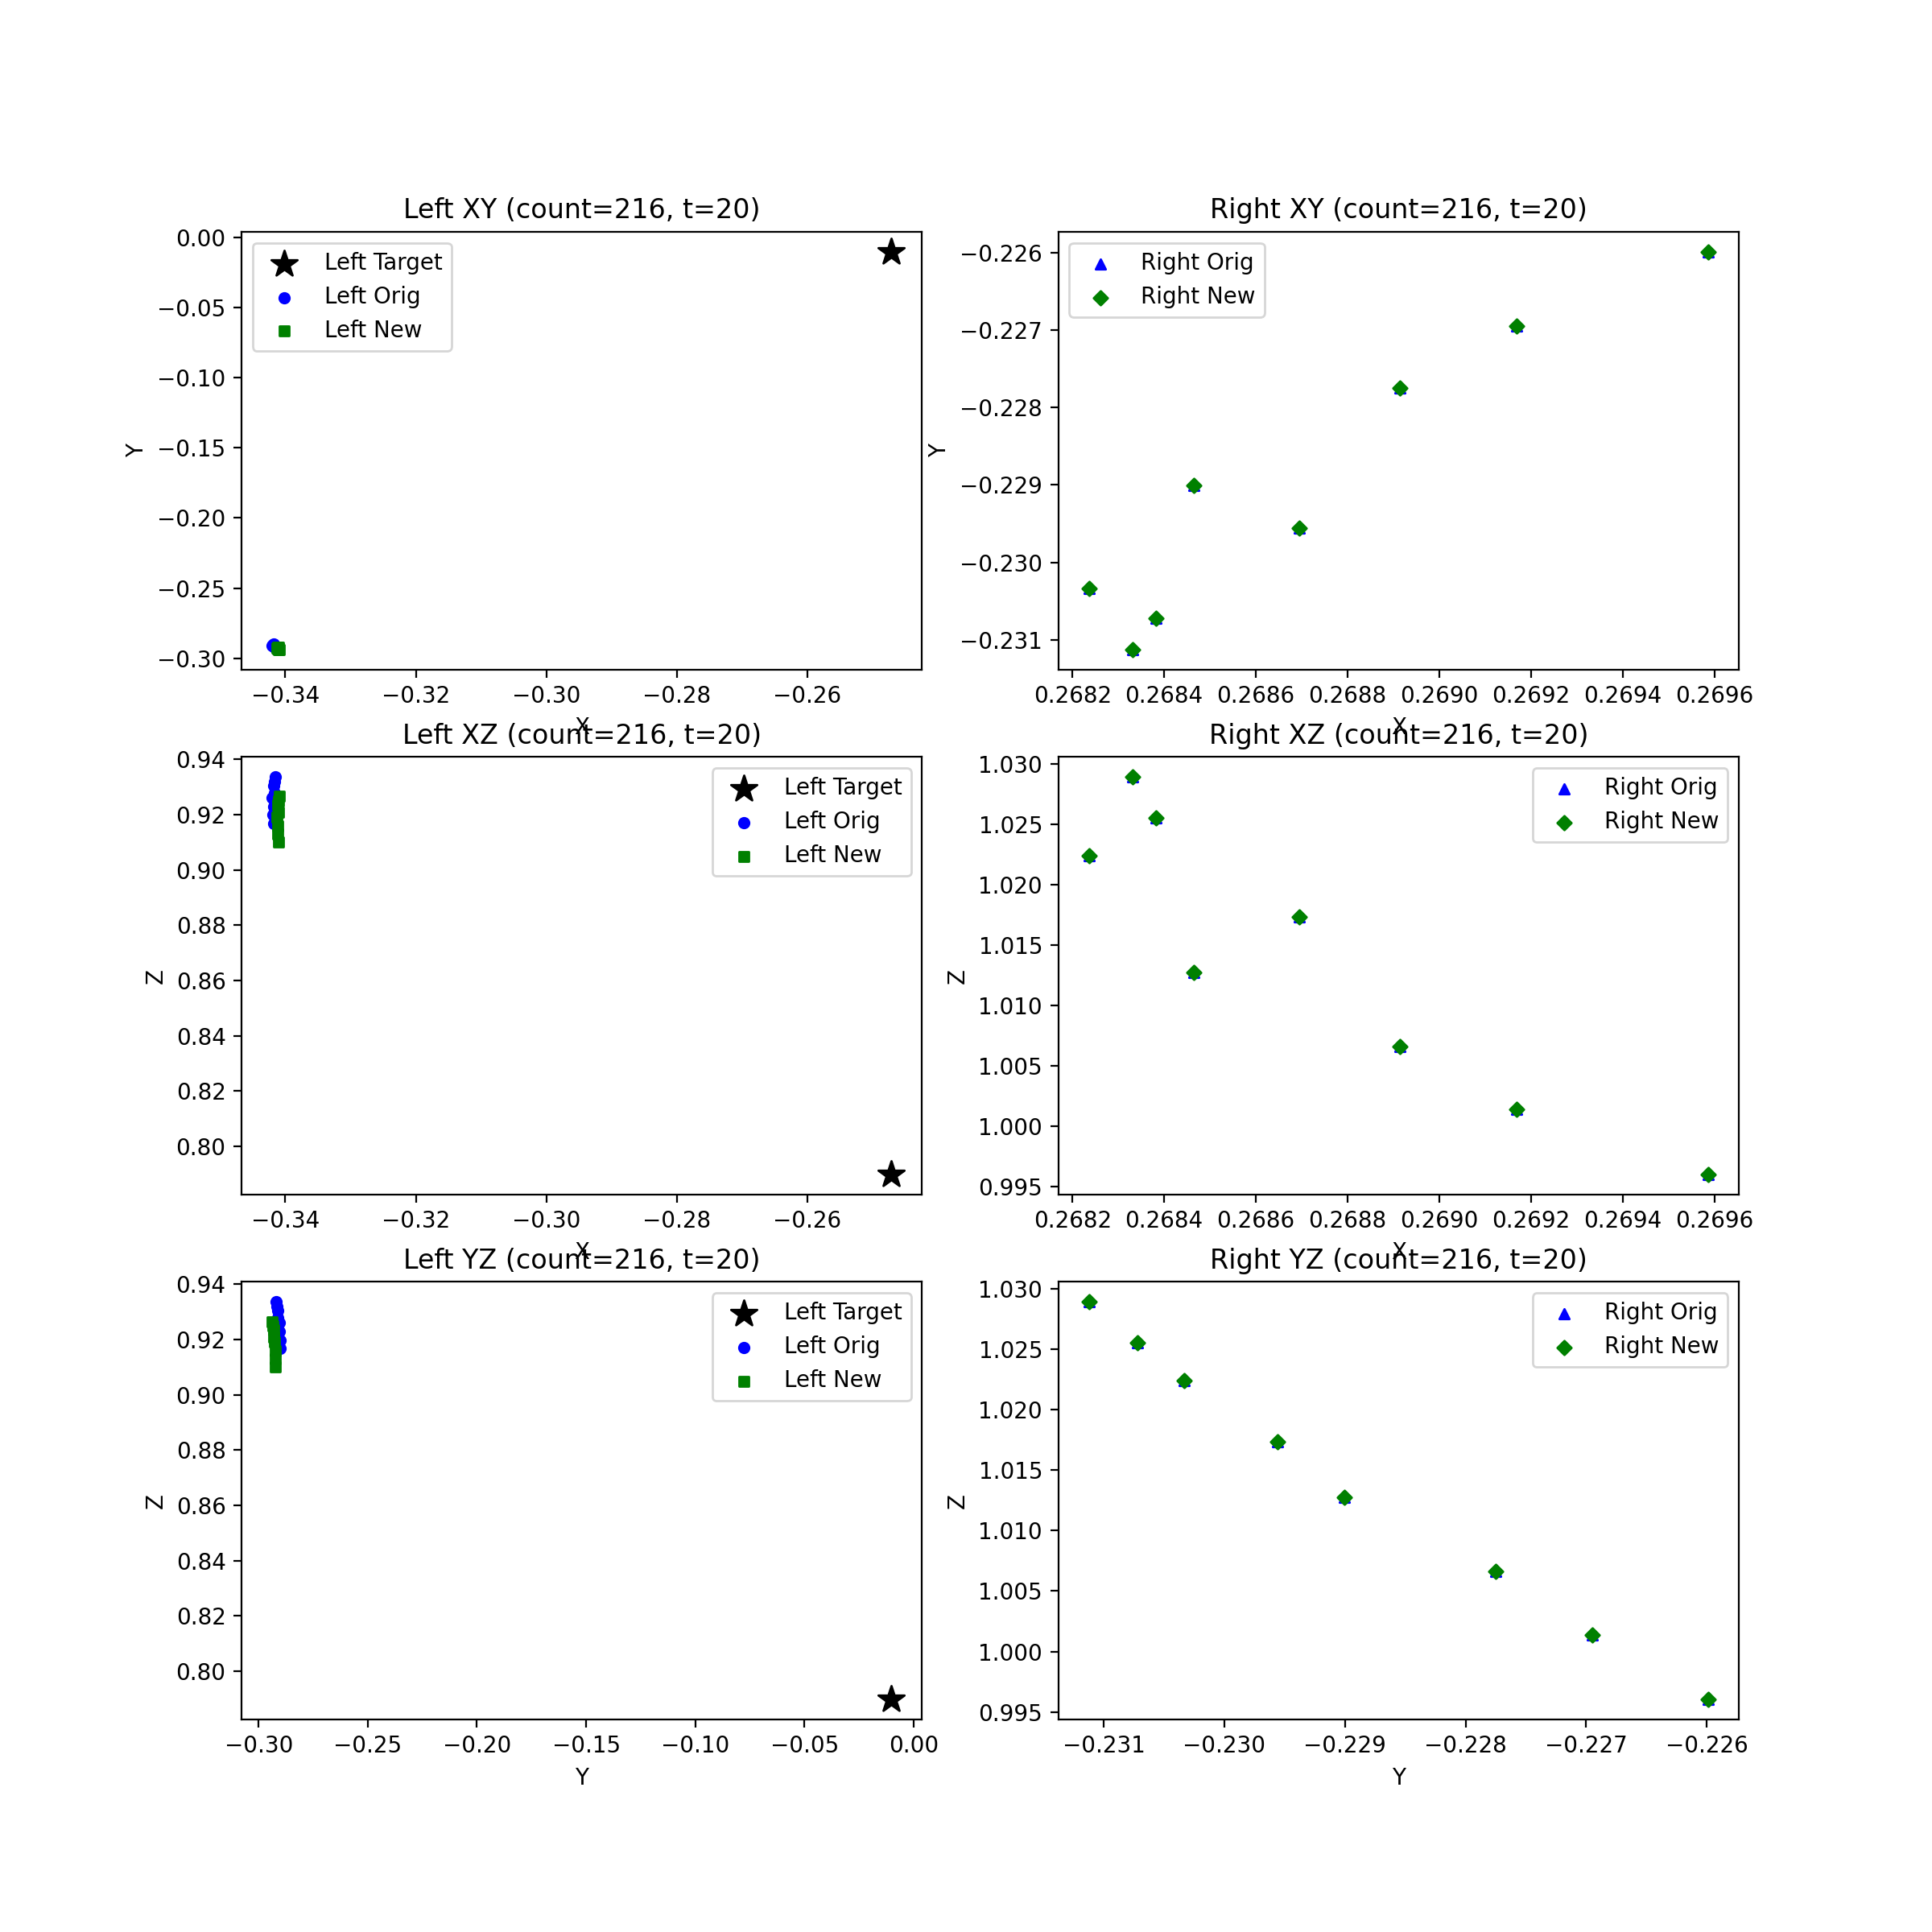 Left XY (count=216, t=20)
Right XY (count=216, t=20)
0.00
−0.05
−0.10
−0.15
−0.20
−0.25
−0.30
Y
Left Target
Left Orig
Left New
−0.34 −0.32 −0.30 −0.28 −0.26
X
−0.226
−0.227
−0.228
−0.229
−0.230
−0.231
Y
Right Orig
Right New
0.2682 0.2684 0.2686 0.2688 0.2690 0.2692 0.2694 0.2696
X
Left XZ (count=216, t=20)
Right XZ (count=216, t=20)
0.94
0.92
0.90
0.88
0.86
0.84
0.82
0.80
Z
Left Target
Left Orig
Left New
−0.34 −0.32 −0.30 −0.28 −0.26
X
1.030
1.025
1.020
1.015
1.010
1.005
1.000
0.995
Z
Right Orig
Right New
0.2682 0.2684 0.2686 0.2688 0.2690 0.2692 0.2694 0.2696
X
Left YZ (count=216, t=20)
Right YZ (count=216, t=20)
0.94
0.92
0.90
0.88
0.86
0.84
0.82
0.80
Z
Left Target
Left Orig
Left New
−0.30 −0.25 −0.20 −0.15 −0.10 −0.05 0.00
Y
1.030
1.025
1.020
1.015
1.010
1.005
1.000
0.995
Z
Right Orig
Right New
−0.231 −0.230 −0.229 −0.228 −0.227 −0.226
Y